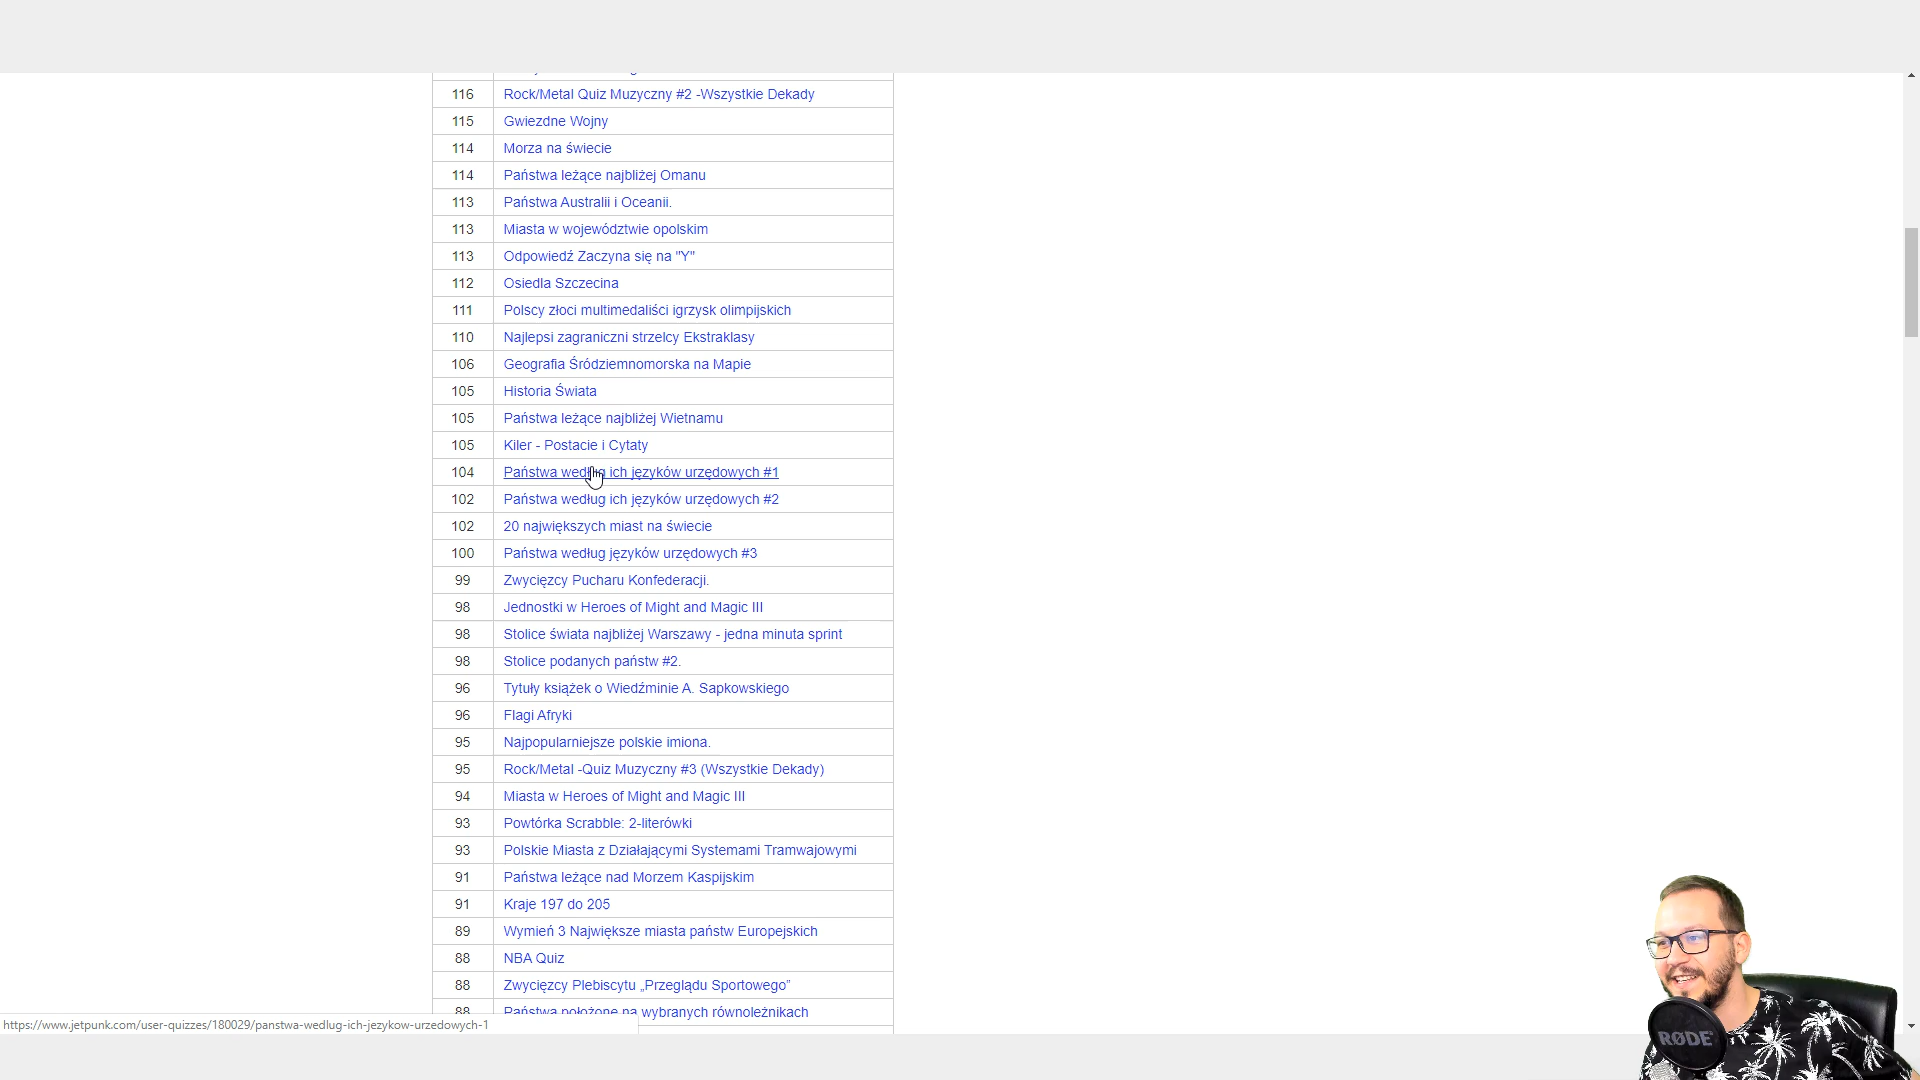 116 Rock/Metal Quiz Muzyczny #2 -Wszystkie Dekady
115 Gwiezdne Wojny
114 Morza na świecie
114 Państwa leżące najbliżej Omanu
113 Państwa Australii i Oceanii.
113 Miasta w województwie opolskim
113 Odpowiedź Zaczyna się na "Y"
112 Osiedla Szczecina
111 Polscy złoci multimedaliści igrzysk olimpijskich
110 Najlepsi zagraniczni strzelcy Ekstraklasy
106 Geografia Śródziemnomorska na Mapie
105 Historia Świata
105 Państwa leżące najbliżej Wietnamu
105 Kiler - Postacie i Cytaty
104 Państwa według ich języków urzędowych #1
102 Państwa według ich języków urzędowych #2
102 20 największych miast na świecie
100 Państwa według języków urzędowych #3
99 Zwycięzcy Pucharu Konfederacji.
98 Jednostki w Heroes of Might and Magic III
98 Stolice świata najbliżej Warszawy - jedna minuta sprint
98 Stolice podanych państw #2.
96 Tytuły książek o Wiedźminie A. Sapkowskiego
96 Flagi Afryki
95 Najpopularniejsze polskie imiona.
95 Rock/Metal -Quiz Muzyczny #3 (Wszystkie Dekady)
94 Miasta w Heroes of Might and Magic III
93 Powtórka Scrabble: 2-literówki
93 Polskie Miasta z Działającymi Systemami Tramwajowymi
91 Państwa leżące nad Morzem Kaspijskim
91 Kraje 197 do 205
89 Wymień 3 Największe miasta państw Europejskich
88 NBA Quiz
88 Zwycięzcy Plebiscytu „Przeglądu Sportowego”
88 Państwa położone na wybranych równoleżnikach
https://www.jetpunk.com/user-quizzes/180029/panstwa-wedlug-ich-jezykow-urzedowych-1
RØDE